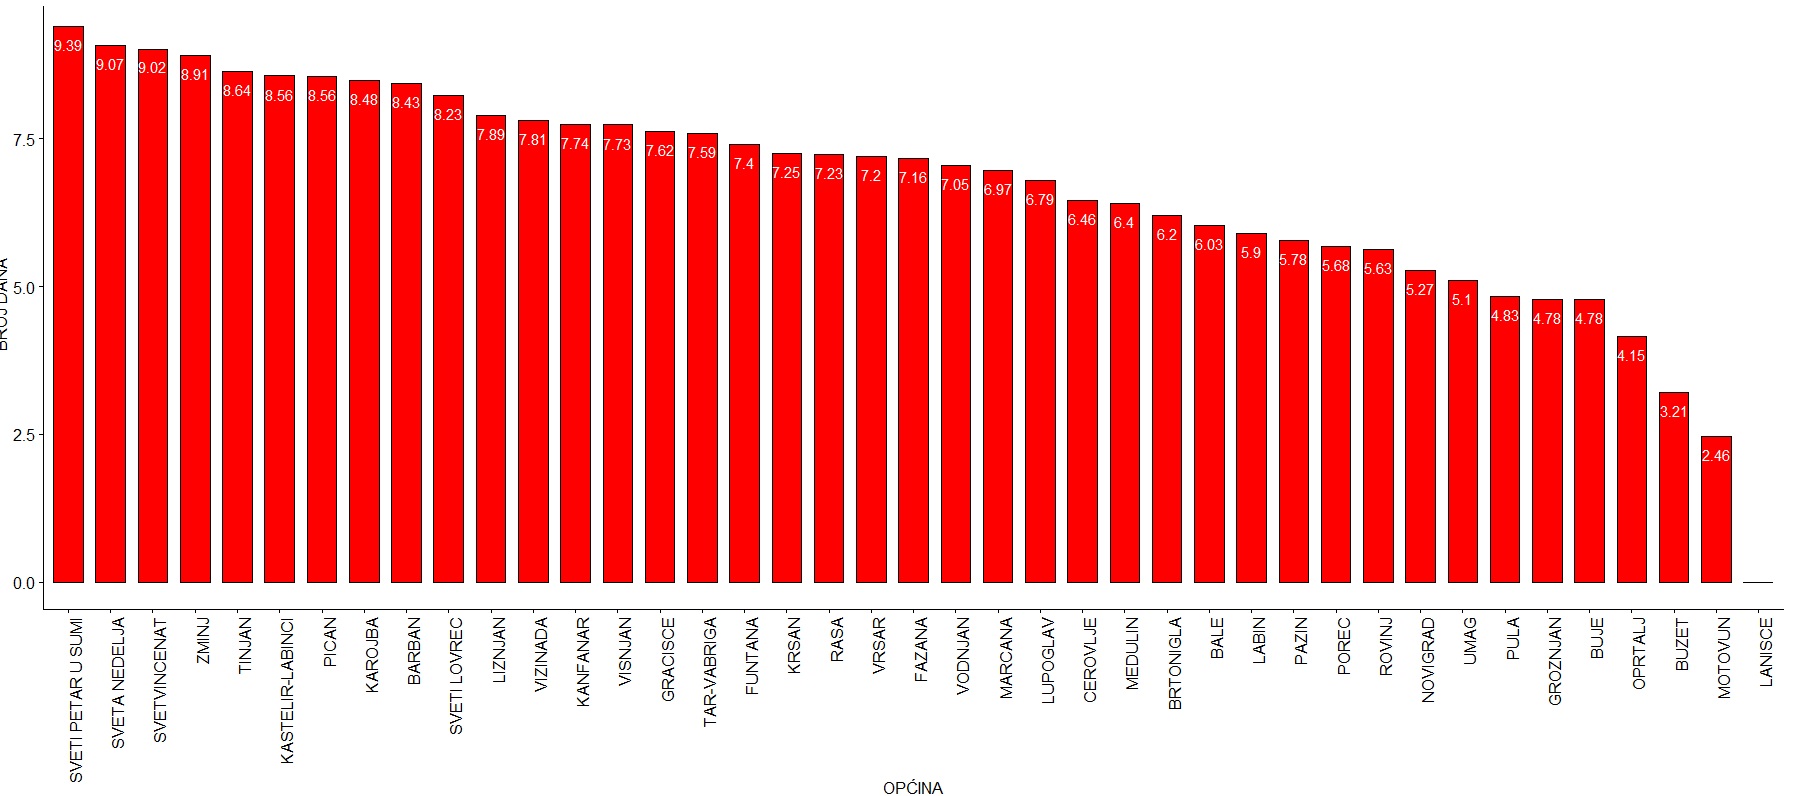 BROJ DANA
7.5
5.0
2.5
0.0
9.39
9.07
9.02
8.91
8.64
8.56
8.56
8.48
8.43
8.23
7.89
7.81
7.74
7.73
7.62
7.59
7.4
7.25
7.23
7.2
7.16
7.05
6.97
6.79
6.46
6.4
6.2
6.03
5.9
5.78
5.68
5.63
5.27
5.1
4.83
4.78
4.78
4.15
3.21
2.46
SVETI PETAR U SUMI
SVETA NEDELJA
SVETVINCENAT
ZMINJ
TINJAN
KASTELIR-LABINCI
PICAN
KAROJBA
BARBAN
SVETI LOVREC
LIZNJAN
VIZINADA
KANFANAR
VISNJAN
GRACISCE
TAR-VABRIGA
FUNTANA
KRSAN
RASA
VRSAR
FAZANA
VODNJAN
MARCANA
LUPOGLAV
CEROVLJE
MEDULIN
BRTONIGLA
BALE
LABIN
PAZIN
POREC
ROVINJ
NOVIGRAD
UMAG
PULA
GROZNJAN
BUJE
OPRTALJ
BUZET
MOTOVUN
LANISCE
OPĆINA